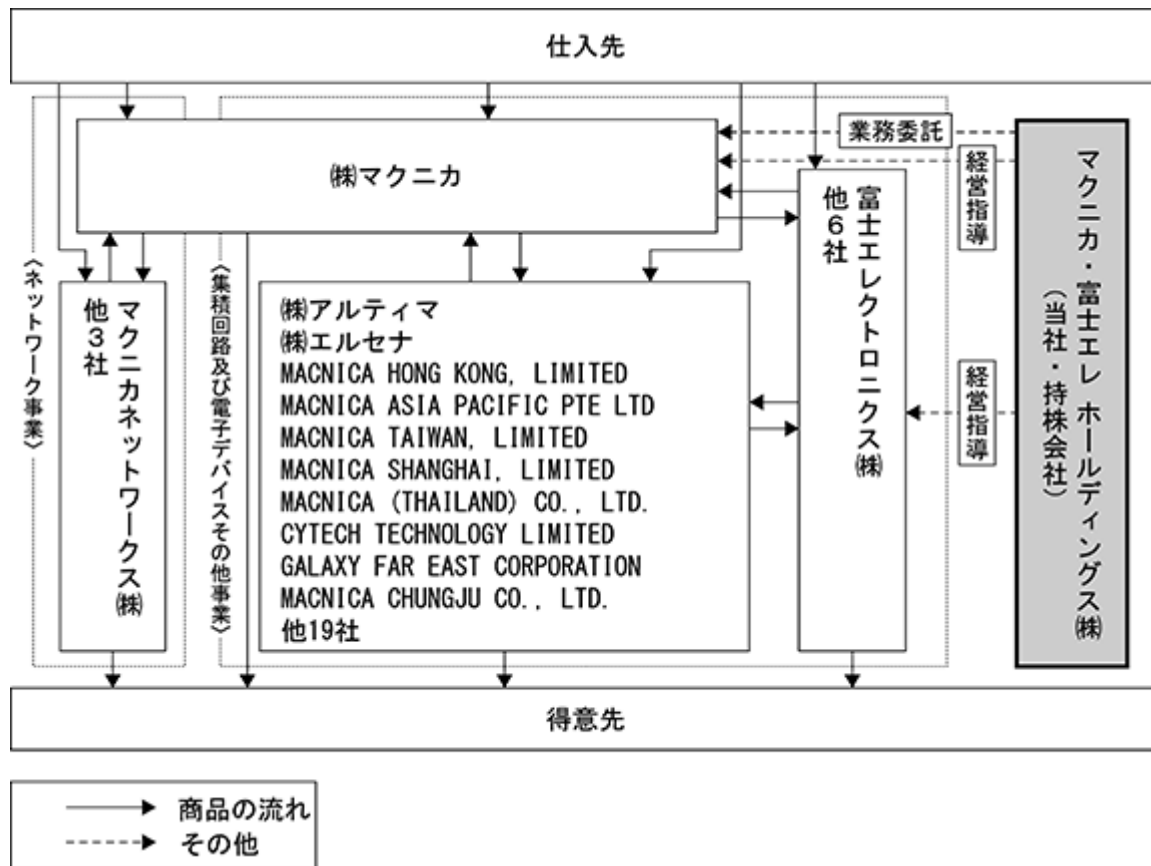 仕入先
業務委託
経営指導
㈱マクニカ
富士エレクトロニクス㈱
他6社
マクニカ・富士エレ ホールディングス㈱
(当社・持株会社)
〈ネットワーク事業〉
マクニカネットワークス㈱
他3社
〈集積回路及び電子デバイスその他事業〉
㈱アルティマ
㈱エルセナ
MACNICA HONG KONG, LIMITED
MACNICA ASIA PACIFIC PTE LTD
MACNICA TAIWAN, LIMITED
MACNICA SHANGHAI, LIMITED
MACNICA (THAILAND) CO., LTD.
CYTECH TECHNOLOGY LIMITED
GALAXY FAR EAST CORPORATION
MACNICA CHUNGJU CO., LTD.
他19社
経営指導
得意先
商品の流れ
その他